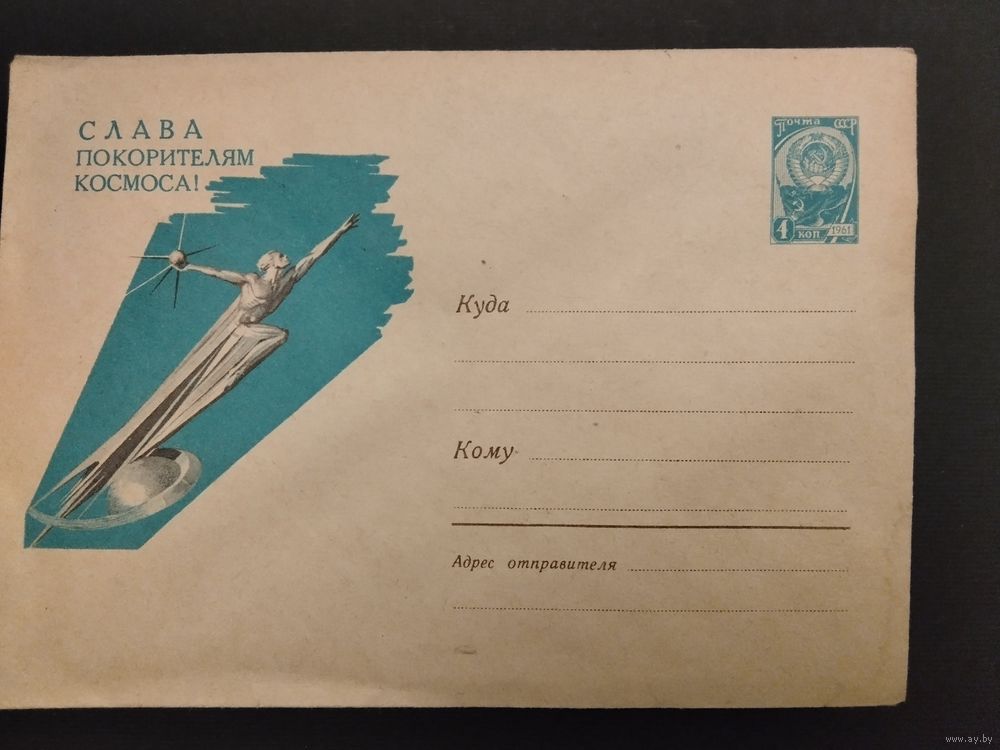 СЛАВА
ПОКОРИТЕЛЯМ
КОСМОСА!
Почта СССР
4 КОП 1961
Куда
Кому
Адрес отправителя
www.ay.by